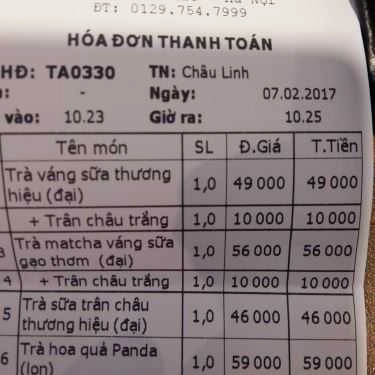 ĐT: 0129.754.7999
HÓA ĐƠN THANH TOÁN
HĐ: TA0330 TN: Châu Linh
: - Ngày: 07.02.2017
vào: 10.23 Giờ ra: 10.25
Tên món SL Đ.Giá T.Tiền
Trà váng sữa thương
hiệu (đại) 1,0 49 000 49 000
+ Trân châu trắng 1,0 10 000 10 000
3 Trà matcha váng sữa
gạo thơm (đại) 1,0 56 000 56 000
4 + Trân châu trắng 1,0 10 000 10 000
5 Trà sữa trân châu
thương hiệu (đại) 1,0 46 000 46 000
6 Trà hoa quả Panda
(lon) 1,0 59 000 59 000